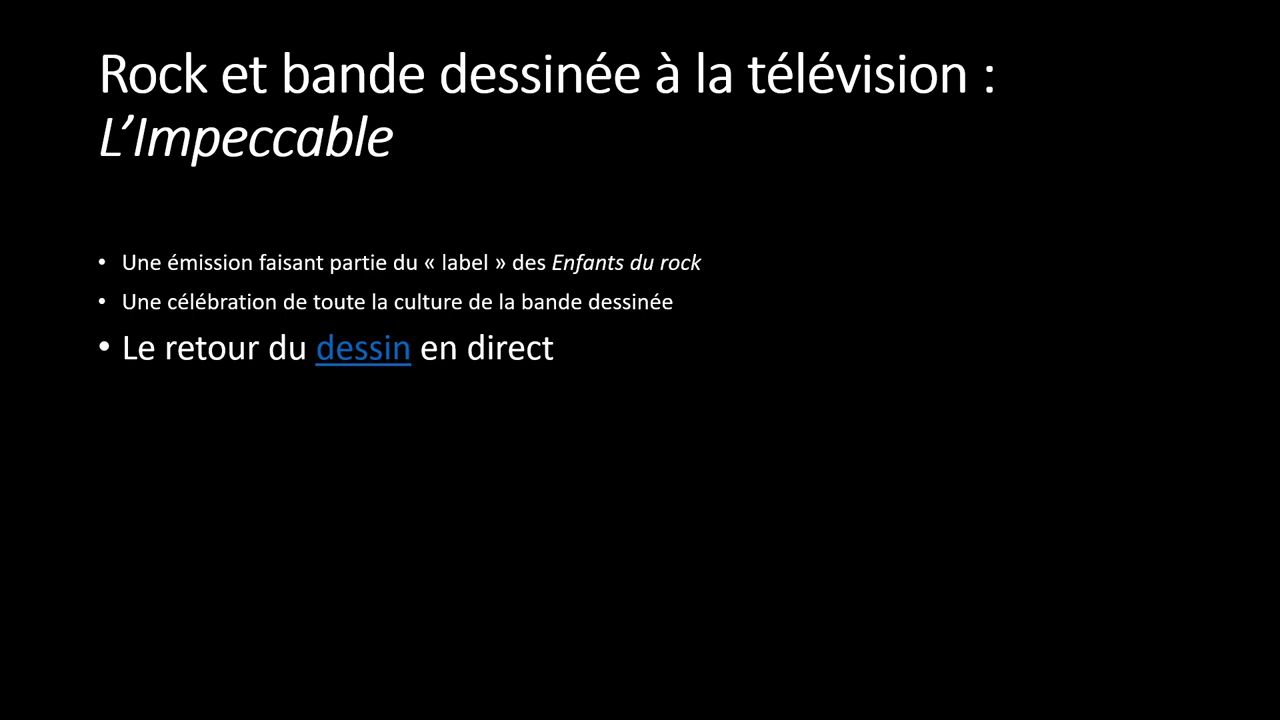 Rock et bande dessinée à la télévision :
L’Impeccable
• Une émission faisant partie du « label » des Enfants du rock
• Une célébration de toute la culture de la bande dessinée
• Le retour du dessin en direct